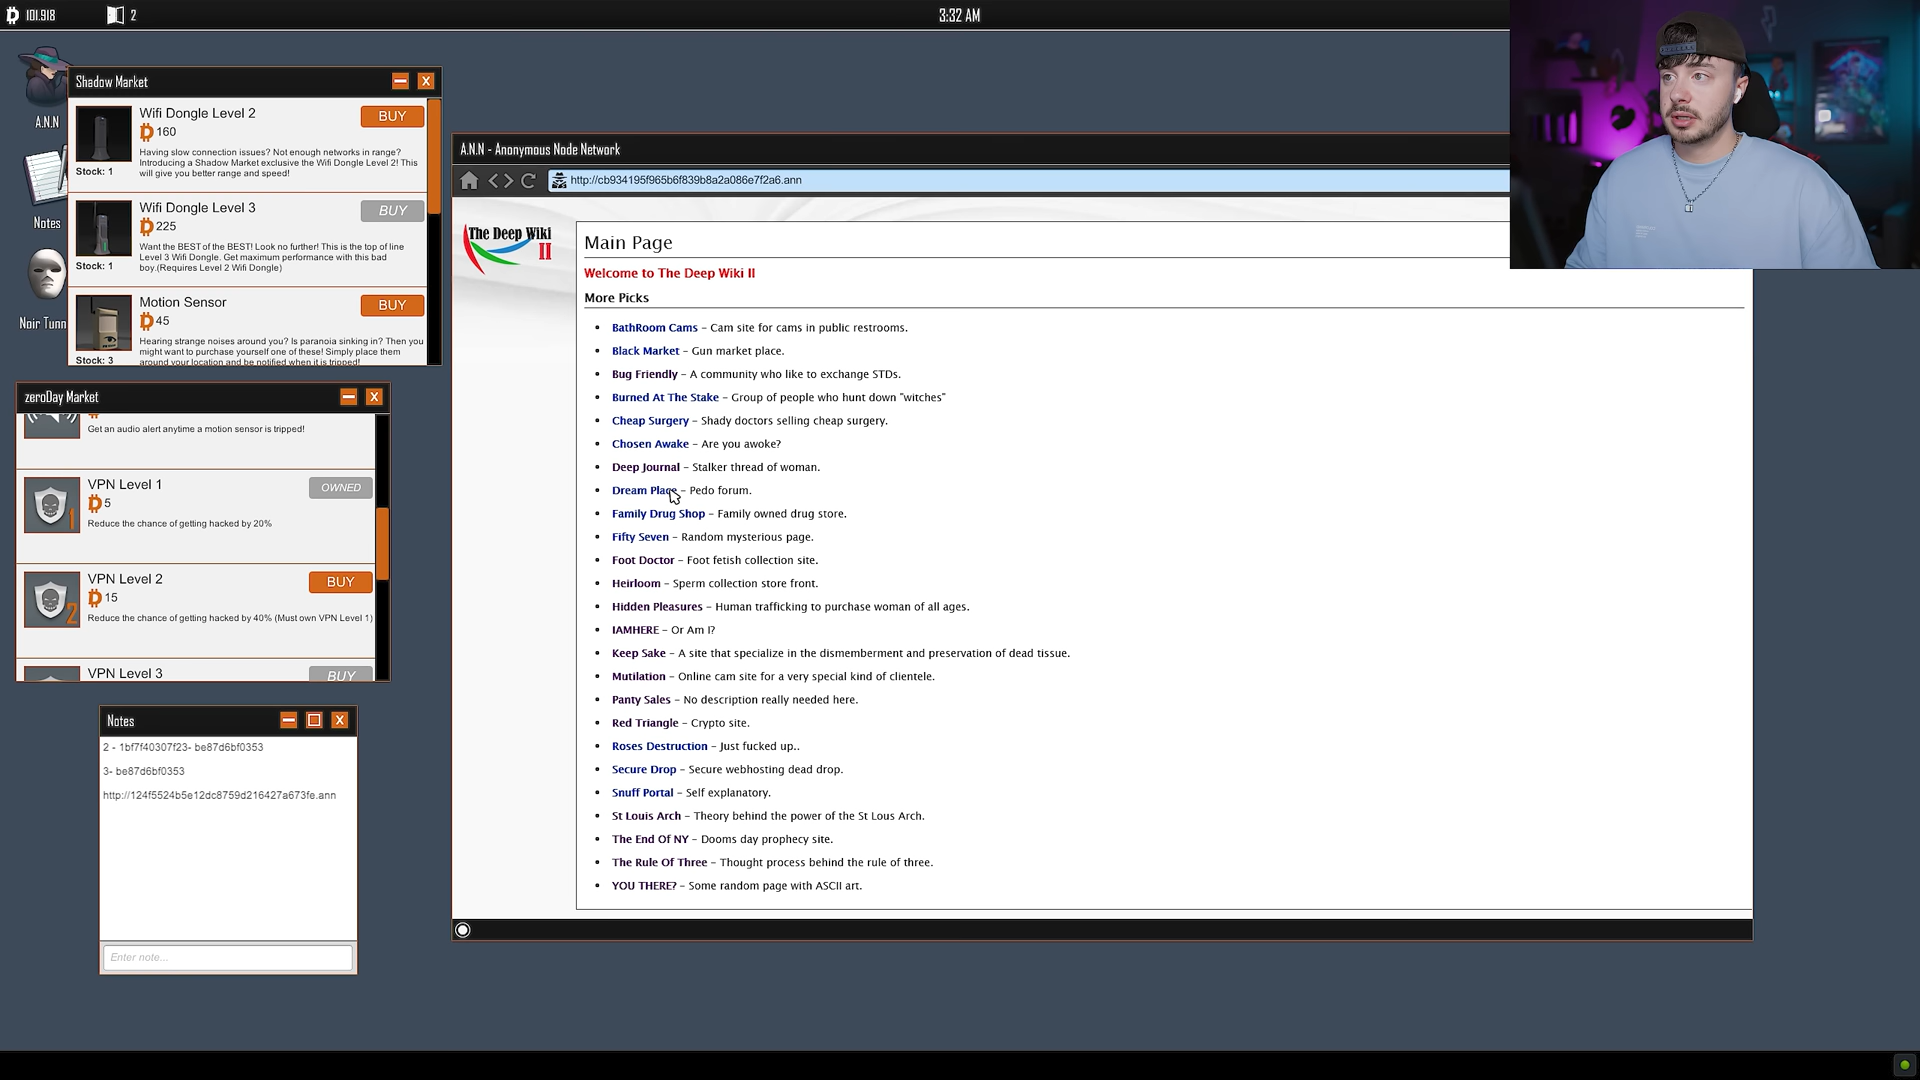 101.918
2
3:32 AM
A.N.N
Notes
Noir Tunn
Shadow Market
Wifi Dongle Level 2
160
BUY
Having slow connection issues? Not enough networks in range?
Introducing a Shadow Market exclusive the Wifi Dongle Level 2! This
will give you better range and speed!
Stock: 1
Wifi Dongle Level 3
225
BUY
Want the BEST of the BEST! Look no further! This is the top of line
Level 3 Wifi Dongle. Get maximum performance with this bad
boy.(Requires Level 2 Wifi Dongle)
Stock: 1
Motion Sensor
45
BUY
Hearing strange noises around you? Is paranoia sinking in? Then you
might want to purchase yourself one of these! Simply place them
around your location and be notified when it is tripped!
Stock: 3
zeroDay Market
Get an audio alert anytime a motion sensor is tripped!
VPN Level 1
5
OWNED
Reduce the chance of getting hacked by 20%
VPN Level 2
15
BUY
Reduce the chance of getting hacked by 40% (Must own VPN Level 1)
VPN Level 3
BUY
Notes
2 - 1bf7f40307f23- be87d6bf0353
3- be87d6bf0353
http://124f5524b5e12dc8759d216427a673fe.ann
Enter note...
A.N.N - Anonymous Node Network
http://cb934195f965b6f839b8a2a086e7f2a6.ann
The Deep Wiki
II
Main Page
Welcome to The Deep Wiki II
More Picks
BathRoom Cams – Cam site for cams in public restrooms.
Black Market – Gun market place.
Bug Friendly – A community who like to exchange STDs.
Burned At The Stake – Group of people who hunt down "witches"
Cheap Surgery – Shady doctors selling cheap surgery.
Chosen Awake – Are you awoke?
Deep Journal – Stalker thread of woman.
Dream Place – Pedo forum.
Family Drug Shop – Family owned drug store.
Fifty Seven – Random mysterious page.
Foot Doctor – Foot fetish collection site.
Heirloom – Sperm collection store front.
Hidden Pleasures – Human trafficking to purchase woman of all ages.
IAMHERE – Or Am I?
Keep Sake – A site that specialize in the dismemberment and preservation of dead tissue.
Mutilation – Online cam site for a very special kind of clientele.
Panty Sales – No description really needed here.
Red Triangle – Crypto site.
Roses Destruction – Just fucked up..
Secure Drop – Secure webhosting dead drop.
Snuff Portal – Self explanatory.
St Louis Arch – Theory behind the power of the St Lous Arch.
The End Of NY – Dooms day prophecy site.
The Rule Of Three – Thought process behind the rule of three.
YOU THERE? – Some random page with ASCII art.